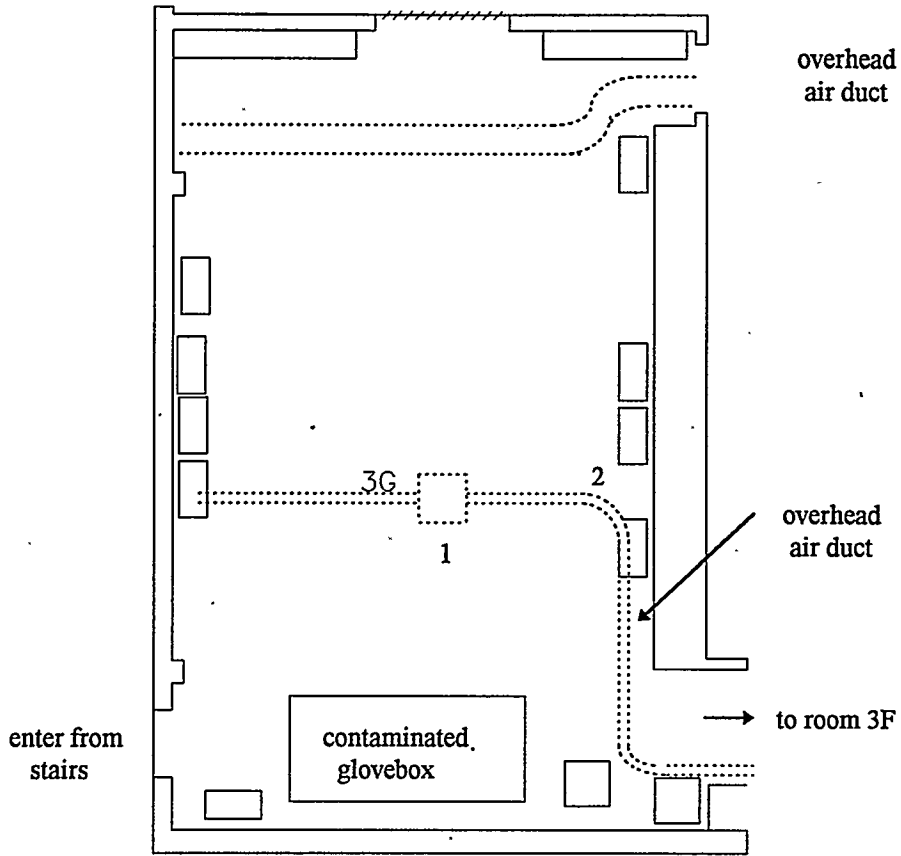 overhead
air duct
3G
2
1
overhead
air duct
to room 3F
enter from
stairs
contaminated
glovebox